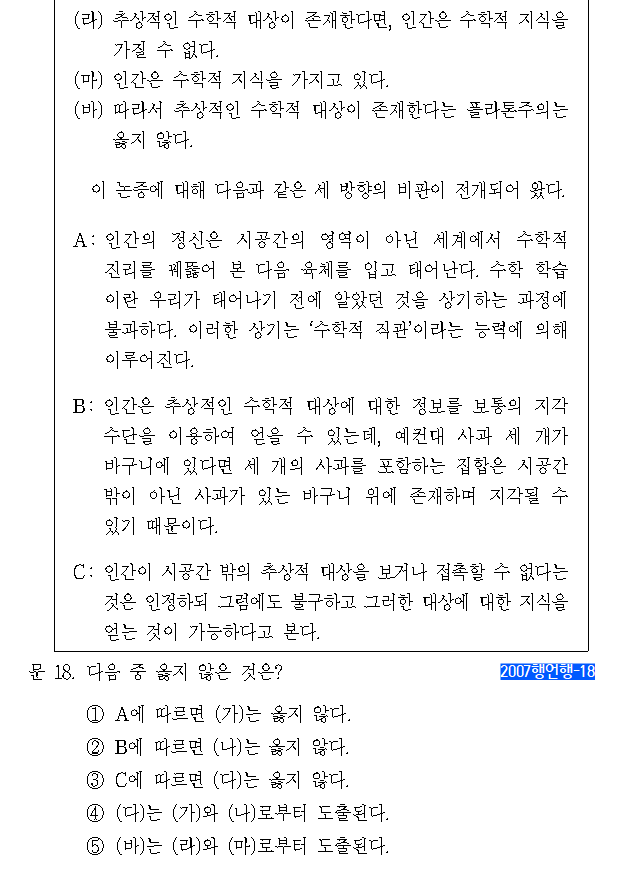 (라) 추상적인 수학적 대상이 존재한다면, 인간은 수학적 지식을
가질 수 없다.
(마) 인간은 수학적 지식을 가지고 있다.
(바) 따라서 추상적인 수학적 대상이 존재한다는 플라톤주의는
옳지 않다.
이 논증에 대해 다음과 같은 세 방향의 비판이 전개되어 왔다.
A : 인간의 정신은 시공간의 영역이 아닌 세계에서 수학적
진리를 꿰뚫어 본 다음 육체를 입고 태어난다. 수학 학습
이란 우리가 태어나기 전에 알았던 것을 상기하는 과정에
불과하다. 이러한 상기는 ‘수학적 직관’이라는 능력에 의해
이루어진다.
B : 인간은 추상적인 수학적 대상에 대한 정보를 보통의 지각
수단을 이용하여 얻을 수 있는데, 예컨대 사과 세 개가
바구니에 있다면 세 개의 사과를 포함하는 집합은 시공간
밖이 아닌 사과가 있는 바구니 위에 존재하며 지각될 수
있기 때문이다.
C : 인간이 시공간 밖의 추상적 대상을 보거나 접촉할 수 없다는
것은 인정하되 그럼에도 불구하고 그러한 대상에 대한 지식을
얻는 것이 가능하다고 본다.
문 18. 다음 중 옳지 않은 것은? 2007행언행-18
① A에 따르면 (가)는 옳지 않다.
② B에 따르면 (나)는 옳지 않다.
③ C에 따르면 (다)는 옳지 않다.
④ (다)는 (가)와 (나)로부터 도출된다.
⑤ (바)는 (라)와 (마)로부터 도출된다.